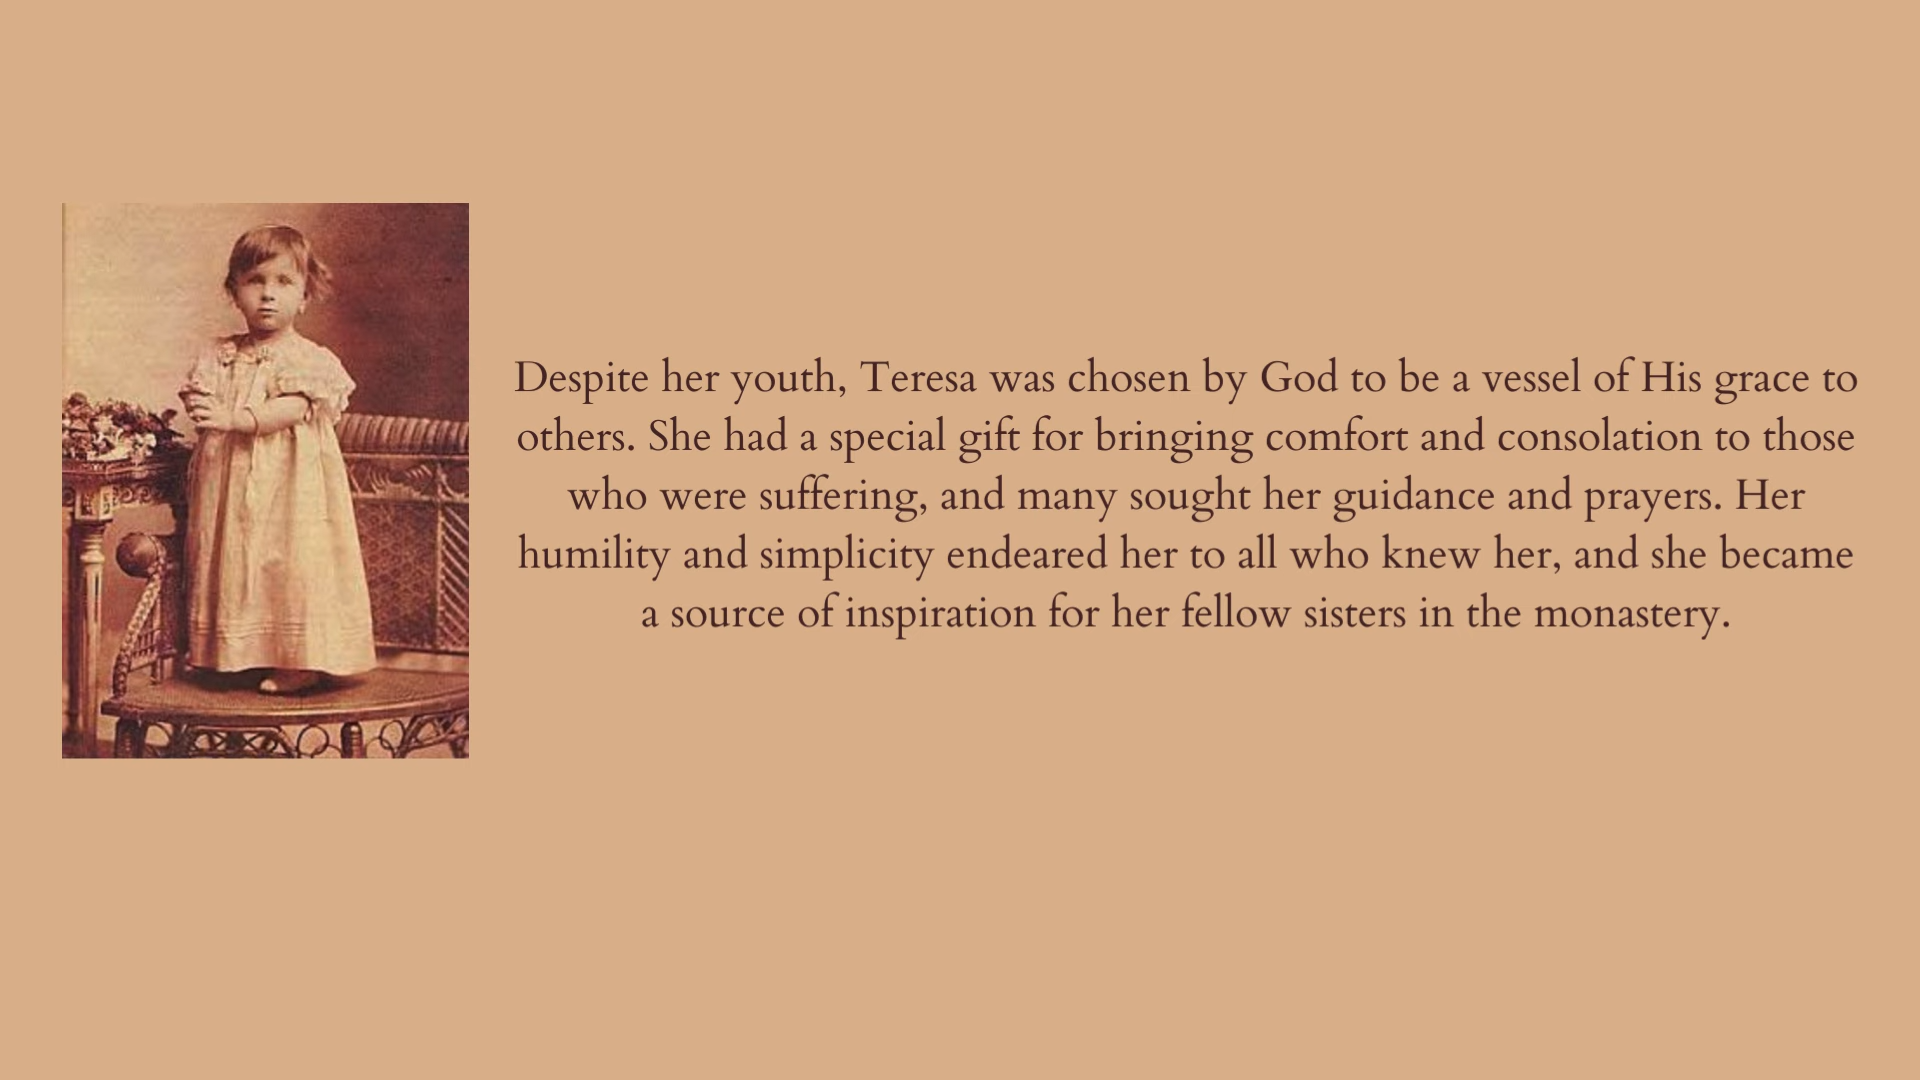 Despite her youth, Teresa was chosen by God to be a vessel of His grace to
others. She had a special gift for bringing comfort and consolation to those
who were suffering, and many sought her guidance and prayers. Her
humility and simplicity endeared her to all who knew her, and she became
a source of inspiration for her fellow sisters in the monastery.